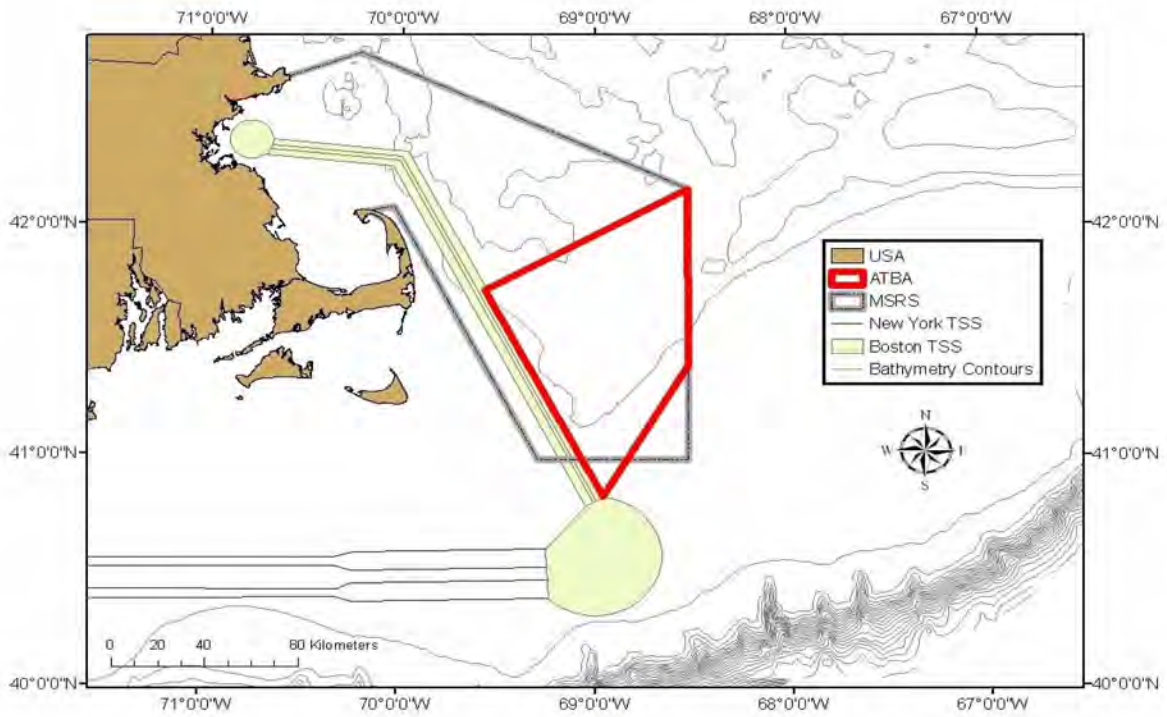 71°0'0"W 70°0'0"W 69°0'0"W 68°0'0"W 67°0'0"W
42°0'0"N 42°0'0"N
USA
ATBA
MSRS
New York TSS
Boston TSS
Bathymetry Contours
N
W E
S
41°0'0"N 41°0'0"N
0 20 40 80 Kilometers
40°0'0"N 40°0'0"N
71°0'0"W 70°0'0"W 69°0'0"W 68°0'0"W 67°0'0"W